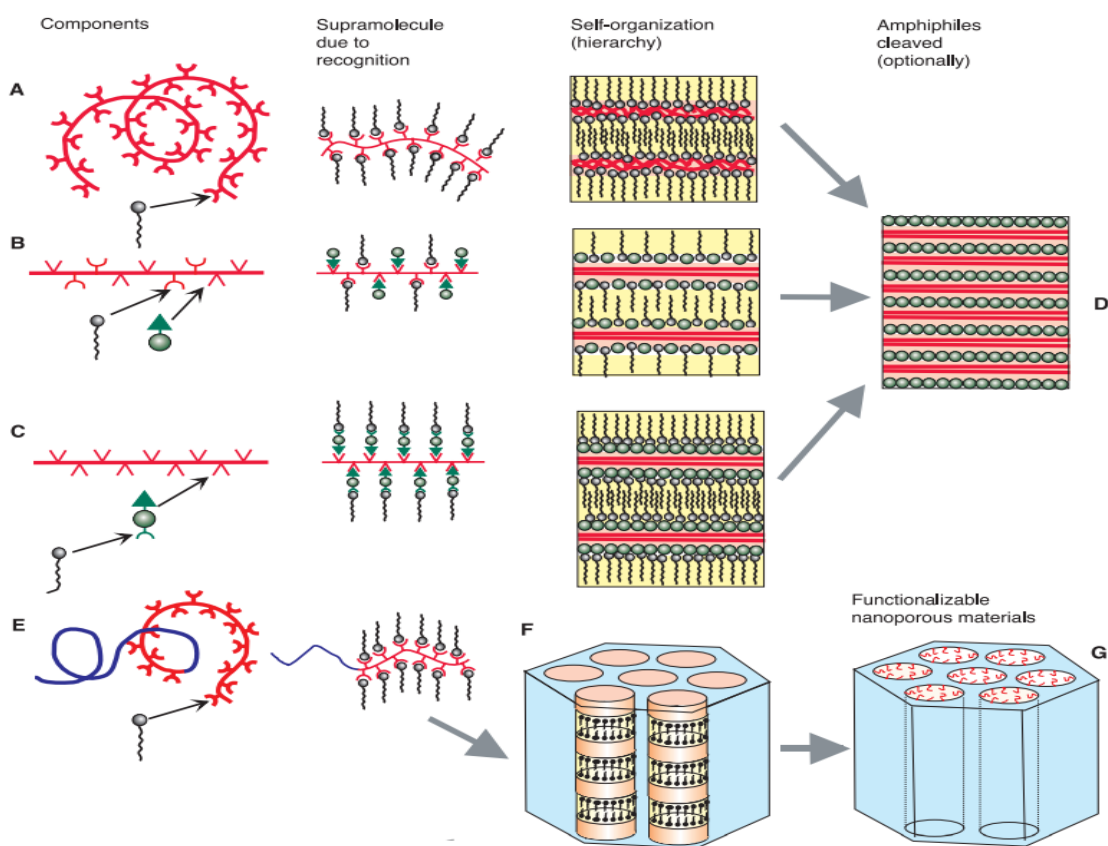 Components
Supramolecule
due to
recognition
Self-organization
(hierarchy)
Amphiphiles
cleaved
(optionally)
A
B
C
D
E
F
Functionalizable
nanoporous materials
G